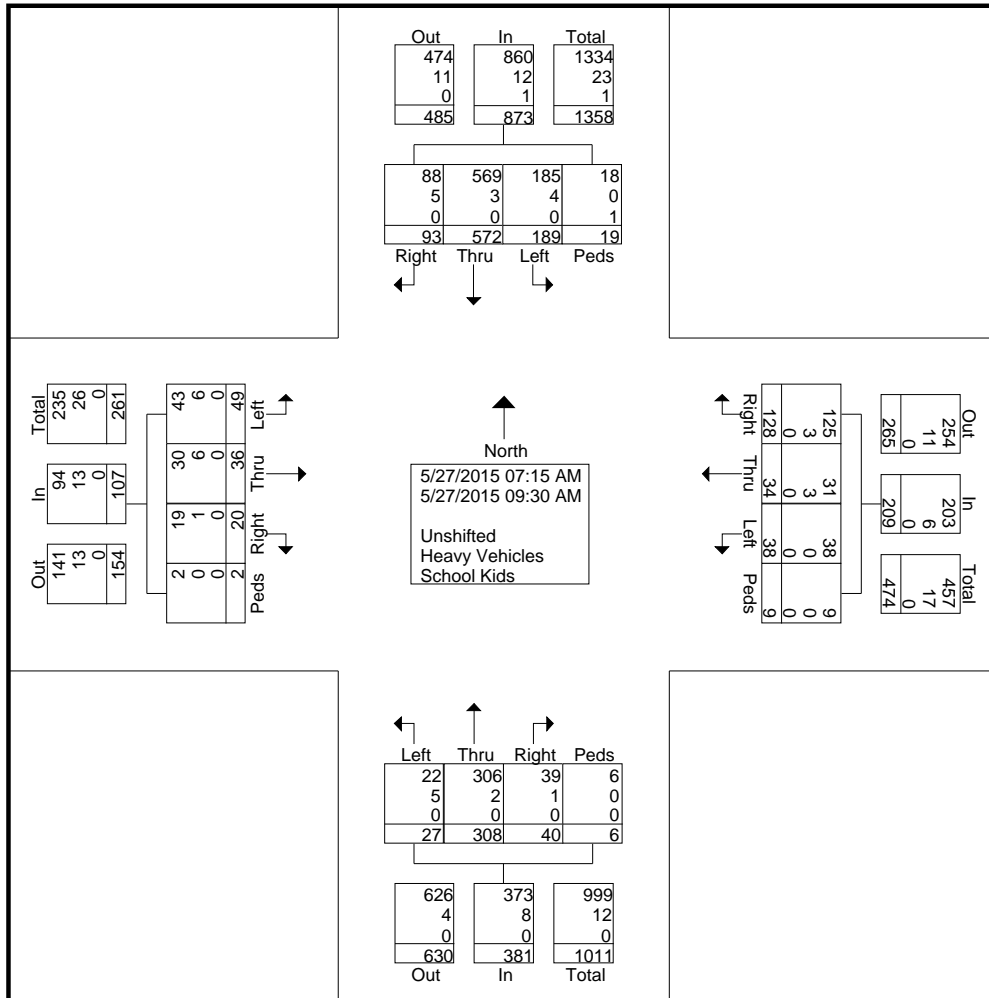 Out In Total
474 860 1334
11 12 23
0 1 1
485 873 1358
88 569 185 18
5 3 4 0
0 0 0 1
93 572 189 19
Right Thru Left Peds
Total
235
26
0
261
In
94
13
0
107
Out
141
13
0
154
43
6
0
49
Left
30
6
0
36
Thru
19
1
0
20
Right
2
0
0
2
Peds
North
5/27/2015 07:15 AM
5/27/2015 09:30 AM
Unshifted
Heavy Vehicles
School Kids
Right
128
0
3
125
Thru
34
0
3
31
Left
38
0
0
38
Peds
9
0
0
9
Out
254
11
0
265
In
203
6
0
209
Total
457
17
0
474
Left Thru Right Peds
22 306 39 6
5 2 1 0
0 0 0 0
27 308 40 6
626 373 999
4 8 12
0 0 0
630 381 1011
Out In Total